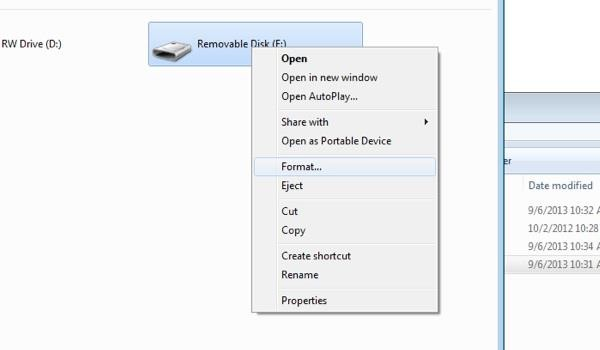 RW Drive (D:)
Removable Disk (F:)
Open
Open in new window
Open AutoPlay...
Share with
Open as Portable Device
Format...
Eject
Cut
Copy
Create shortcut
Rename
Properties
er
Date modified
9/6/2013 10:32 A
10/2/2012 10:28
9/6/2013 10:34 A
9/6/2013 10:31 A